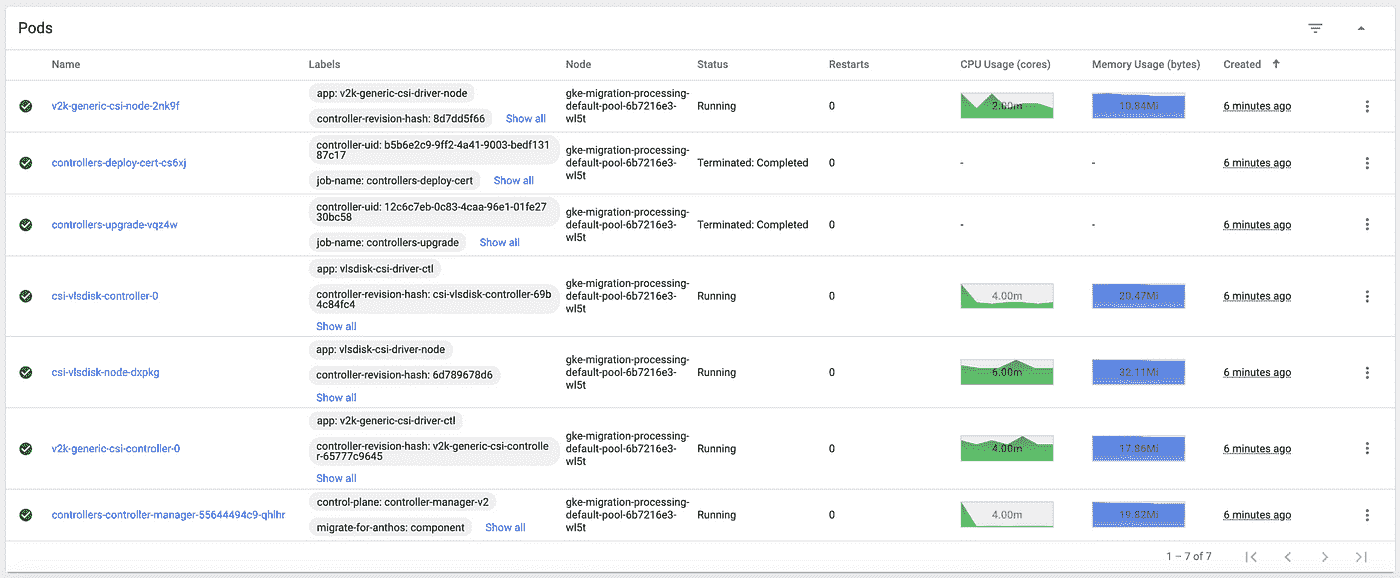 Pods
Name Labels Node Status Restarts CPU Usage (cores) Memory Usage (bytes) Created
v2k-generic-csi-node-2nk9f
app: v2k-generic-csi-driver-node
controller-revision-hash: 8d7dd5f66 Show all
gke-migration-processing-
default-pool-6b7216e3-
wl5t
Running 0 2.00m 10.84Mi 6 minutes ago
controllers-deploy-cert-cs6xj
controller-uid: b5b6e2c9-9ff2-4a41-9003-bedf131
87c17
job-name: controllers-deploy-cert Show all
gke-migration-processing-
default-pool-6b7216e3-
wl5t
Terminated: Completed 0 - - 6 minutes ago
controllers-upgrade-vqz4w
controller-uid: 12c6c7eb-0c83-4caa-96e1-01fe27
30bc58
job-name: controllers-upgrade Show all
gke-migration-processing-
default-pool-6b7216e3-
wl5t
Terminated: Completed 0 - - 6 minutes ago
csi-vlsdisk-controller-0
app: vlsdisk-csi-driver-ctl
controller-revision-hash: csi-vlsdisk-controller-69b
4c84fc4
Show all
gke-migration-processing-
default-pool-6b7216e3-
wl5t
Running 0 4.00m 20.47Mi 6 minutes ago
csi-vlsdisk-node-dxpkg
app: vlsdisk-csi-driver-node
controller-revision-hash: 6d789678d6
Show all
gke-migration-processing-
default-pool-6b7216e3-
wl5t
Running 0 6.00m 32.11Mi 6 minutes ago
v2k-generic-csi-controller-0
app: v2k-generic-csi-driver-ctl
controller-revision-hash: v2k-generic-csi-controlle
r-65777c9645
Show all
gke-migration-processing-
default-pool-6b7216e3-
wl5t
Running 0 4.00m 17.86Mi 6 minutes ago
controllers-controller-manager-55644494c9-qhlhr
control-plane: controller-manager-v2
migrate-for-anthos: component Show all
gke-migration-processing-
default-pool-6b7216e3-
wl5t
Running 0 4.00m 19.82Mi 6 minutes ago
1 – 7 of 7